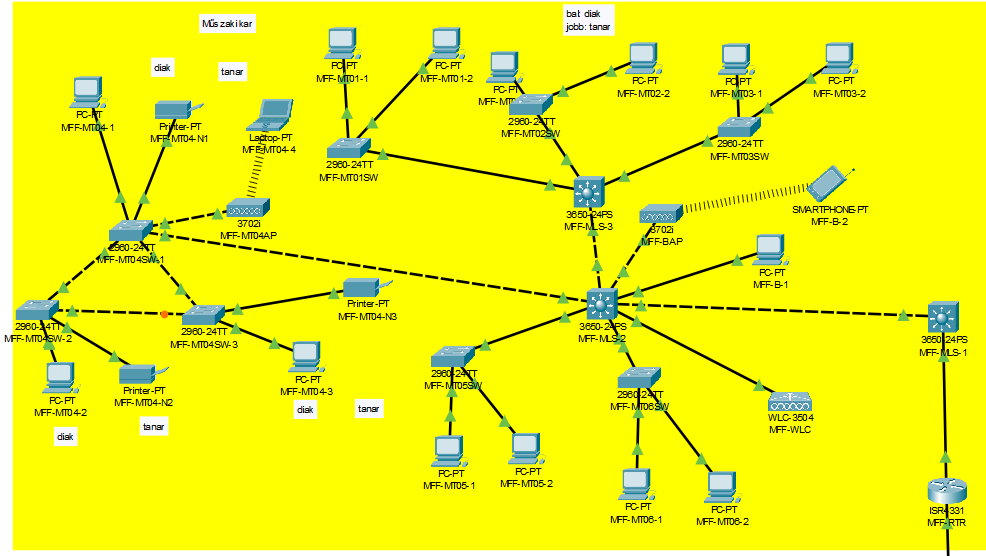 Műszaki kar
diak
tanar
bat: diak
jobb: tanar
PC-PT
MFF-MT04-1
Printer-PT
MFF-MT04-N1
Laptop-PT
MFF-MT04-4
PC-PT
MFF-MT01-1
PC-PT
MFF-MT01-2
PC-PT
PC-PT
MFF-MT02-2
PC-PT
MFF-MT03-1
PC-PT
MFF-MT03-2
2960-24TT
MFF-MT01SW
2960-24TT
MFF-MT02SW
2960-24TT
MFF-MT03SW
3650-24PS
MFF-MLS-3
3702i
MFF-MT04AP
3702i
MFF-BAP
SMARTPHONE-PT
MFF-B-2
2960-24TT
MFF-MT04SW-1
PC-PT
MFF-B-1
Printer-PT
MFF-MT04-N3
2960-24TT
MFF-MT04SW-2
2960-24TT
MFF-MT04SW-3
3650-24PS
MFF-MLS-2
3650-24PS
MFF-MLS-1
PC-PT
MFF-MT04-2
Printer-PT
MFF-MT04-N2
PC-PT
MFF-MT04-3
2960-24TT
MFF-MT05SW
2960-24TT
MFF-MT06SW
WLC-3504
MFF-WLC
diak
tanar
diak
tanar
PC-PT
MFF-MT05-1
PC-PT
MFF-MT05-2
PC-PT
MFF-MT06-1
PC-PT
MFF-MT06-2
ISR4331
MFF-RTR